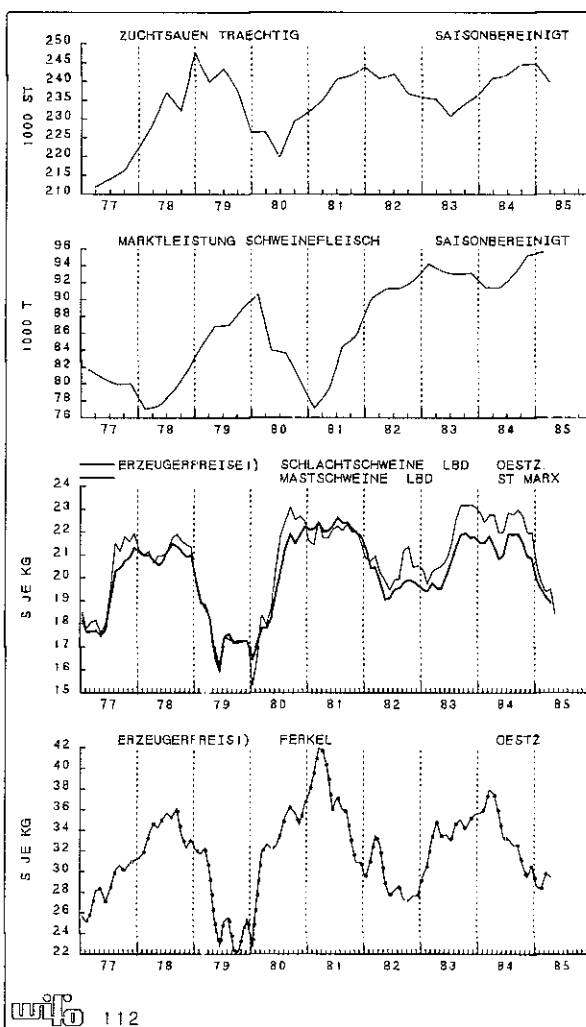 ZUCHTSAUEN TRAECHTIG SAISONBEREINIGT
1000 ST
250
245
240
235
230
225
220
215
210
77 78 79 80 81 82 83 84 85
MARKTLEISTUNG SCHWEINEFLEISCH SAISONBEREINIGT
1000 T
96
94
92
90
88
86
84
82
80
78
76
77 78 79 80 81 82 83 84 85
ERZEUGERPREISE1) SCHLACHTSCHWEINE LBD OESTZ.
MASTSCHWEINE LBD ST MARX
S JE KG
24
23
22
21
20
19
18
17
16
15
77 78 79 80 81 82 83 84 85
ERZEUGERPREIS1) FERKEL OESTZ
S JE KG
42
40
38
36
34
32
30
28
26
24
22
77 78 79 80 81 82 83 84 85
wifo 112